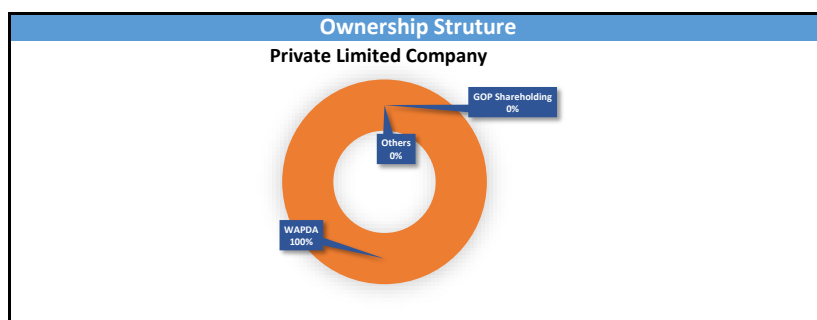 Ownership Struture
Private Limited Company
GOP Shareholding
0%
Others
0%
WAPDA
100%